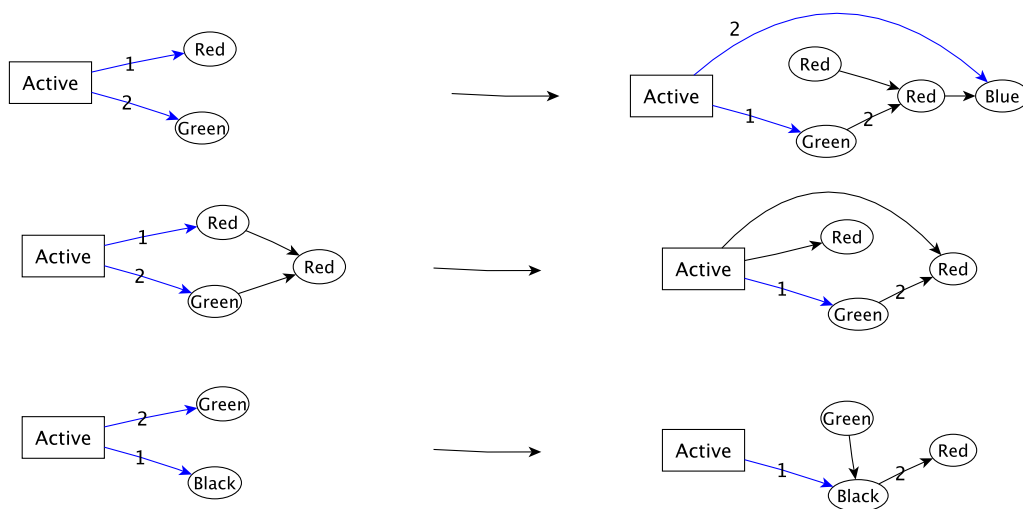 Active 1 Red
2 Green
2 Active Red Red Blue
1 Green 2
Active 1 Red Red
2 Green
Active Red Red
1 Green 2
Active 2 Green
1 Black
Active Green Red
1 Black 2